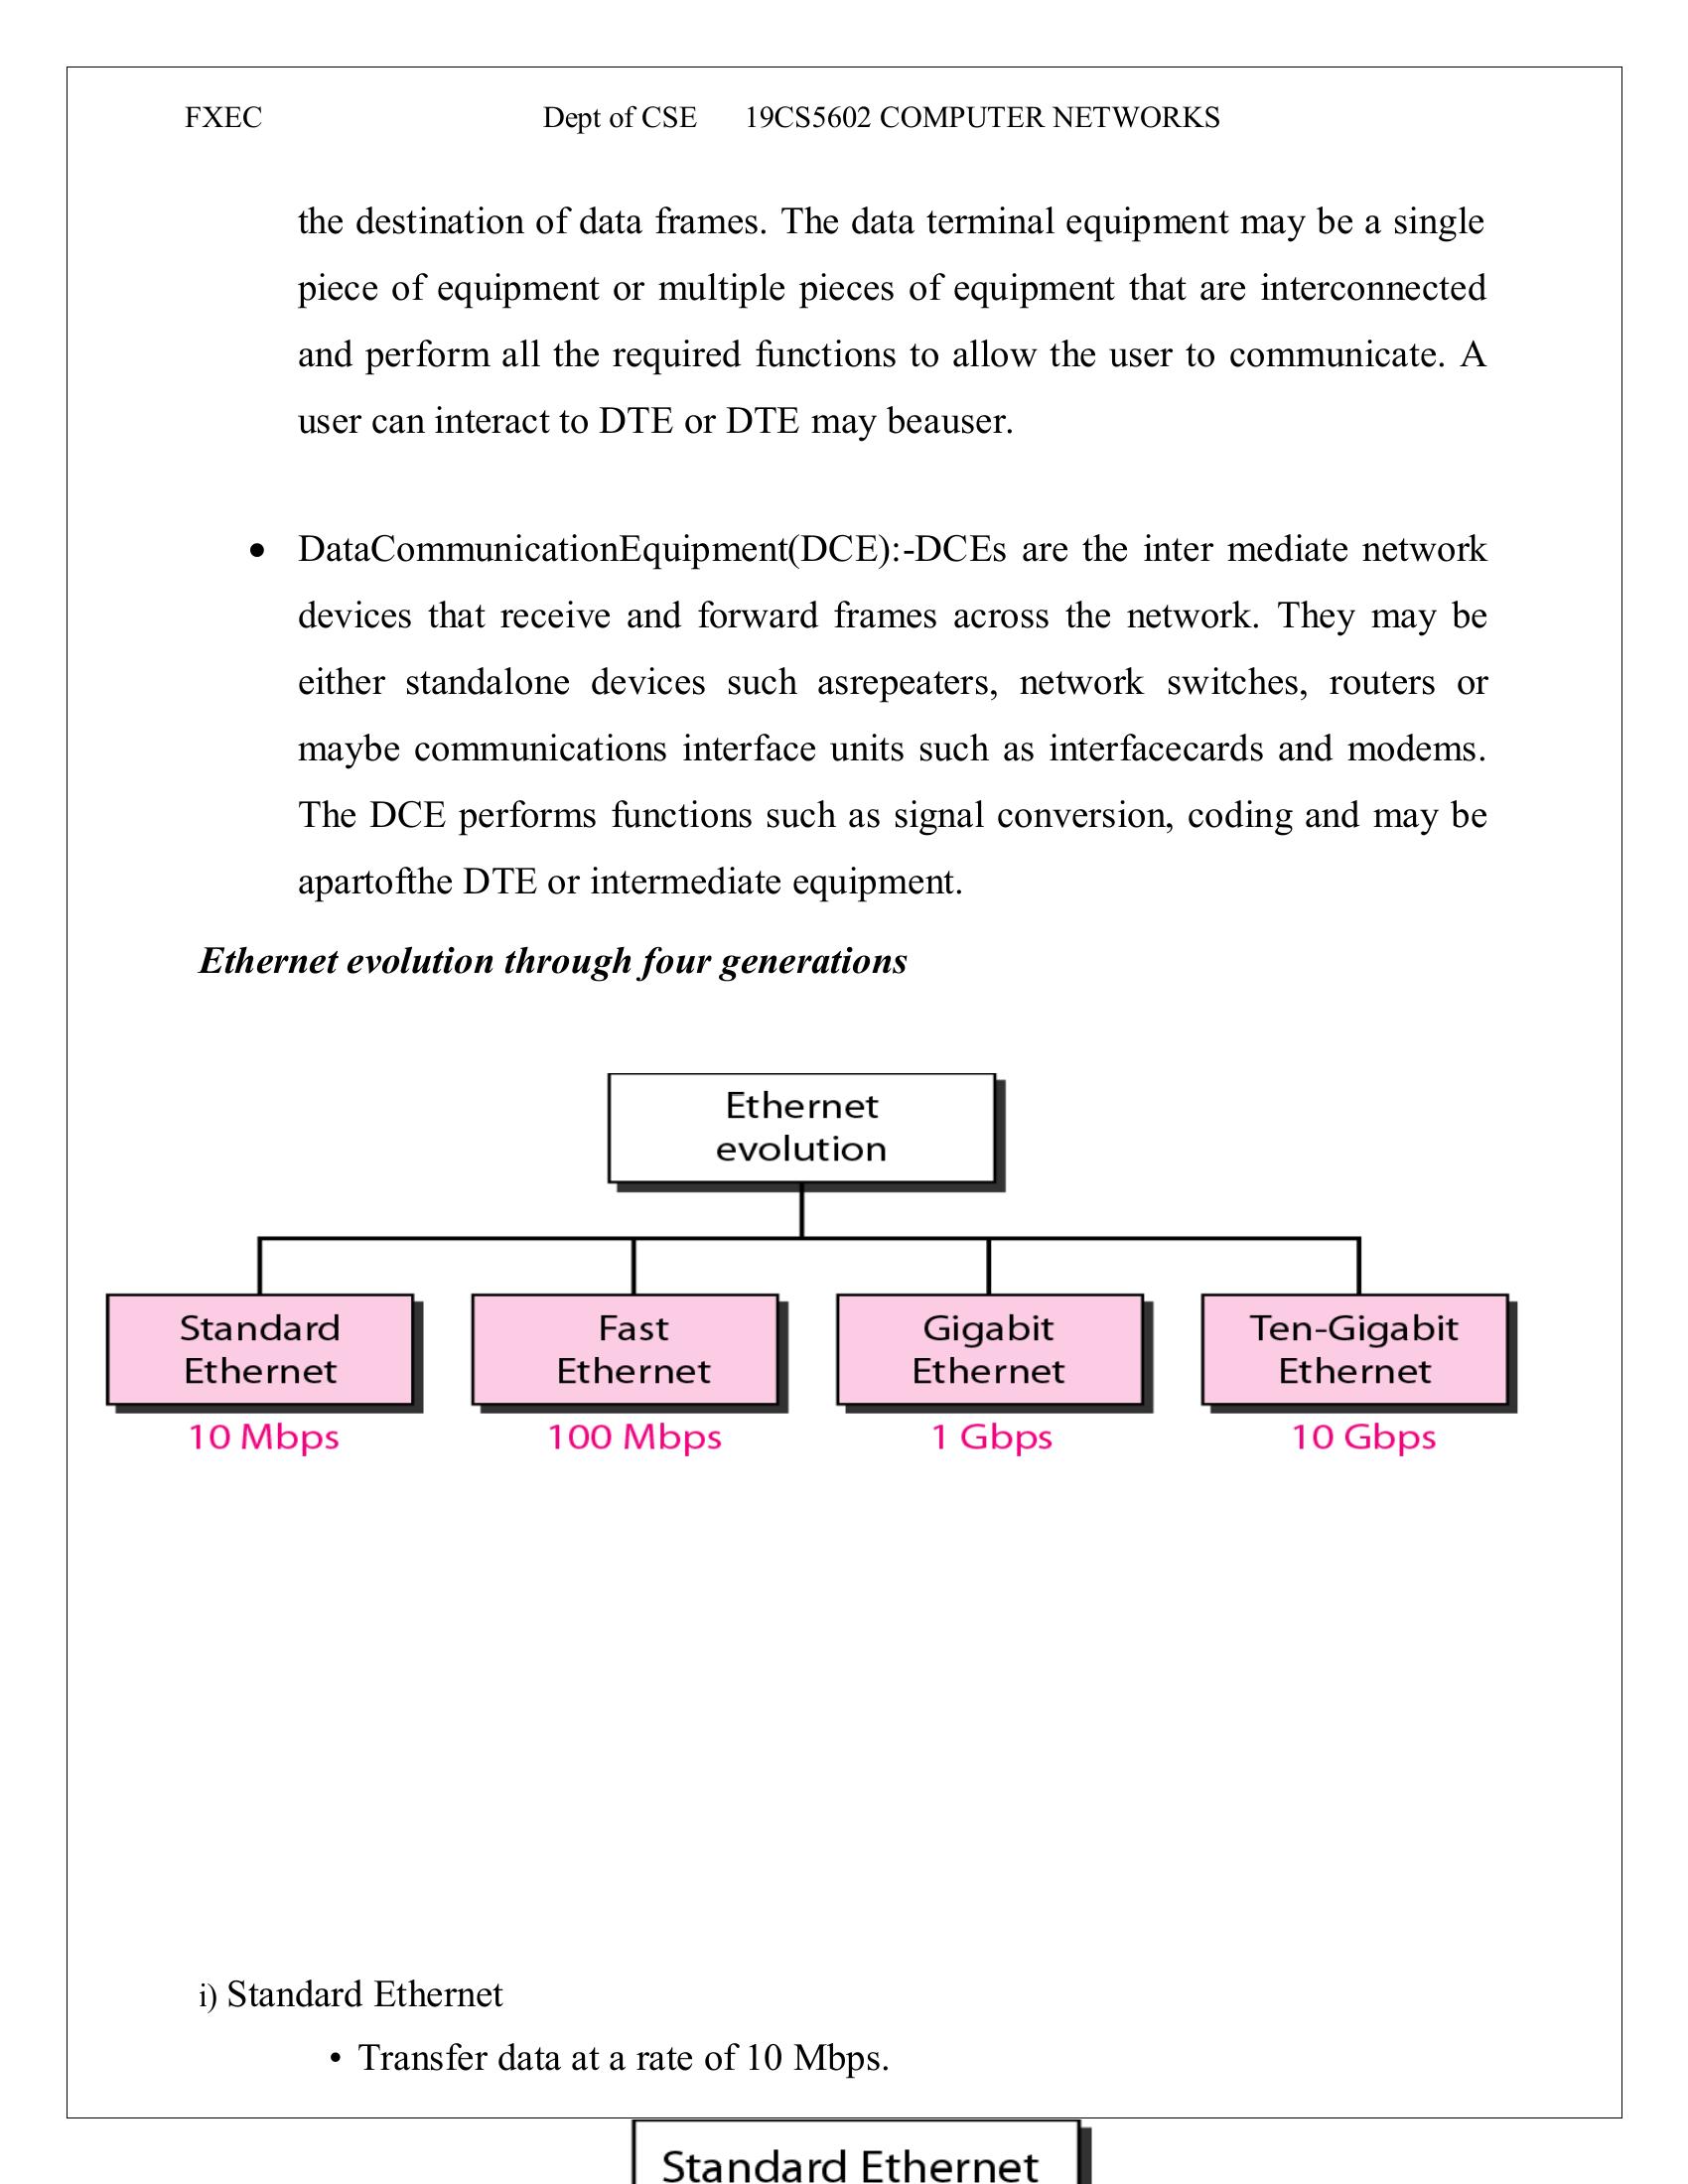 FXEC Dept of CSE 19CS5602 COMPUTER NETWORKS
the destination of data frames. The data terminal equipment may be a single
piece of equipment or multiple pieces of equipment that are interconnected
and perform all the required functions to allow the user to communicate. A
user can interact to DTE or DTE may beauser.
• DataCommunicationEquipment(DCE):-DCEs are the inter mediate network
devices that receive and forward frames across the network. They may be
either standalone devices such asrepeaters, network switches, routers or
maybe communications interface units such as interfacecards and modems.
The DCE performs functions such as signal conversion, coding and may be
apartofthe DTE or intermediate equipment.
Ethernet evolution through four generations
Ethernet
evolution
Standard
Ethernet
10 Mbps
Fast
Ethernet
100 Mbps
Gigabit
Ethernet
1 Gbps
Ten-Gigabit
Ethernet
10 Gbps
i) Standard Ethernet
• Transfer data at a rate of 10 Mbps.
Standard Ethernet